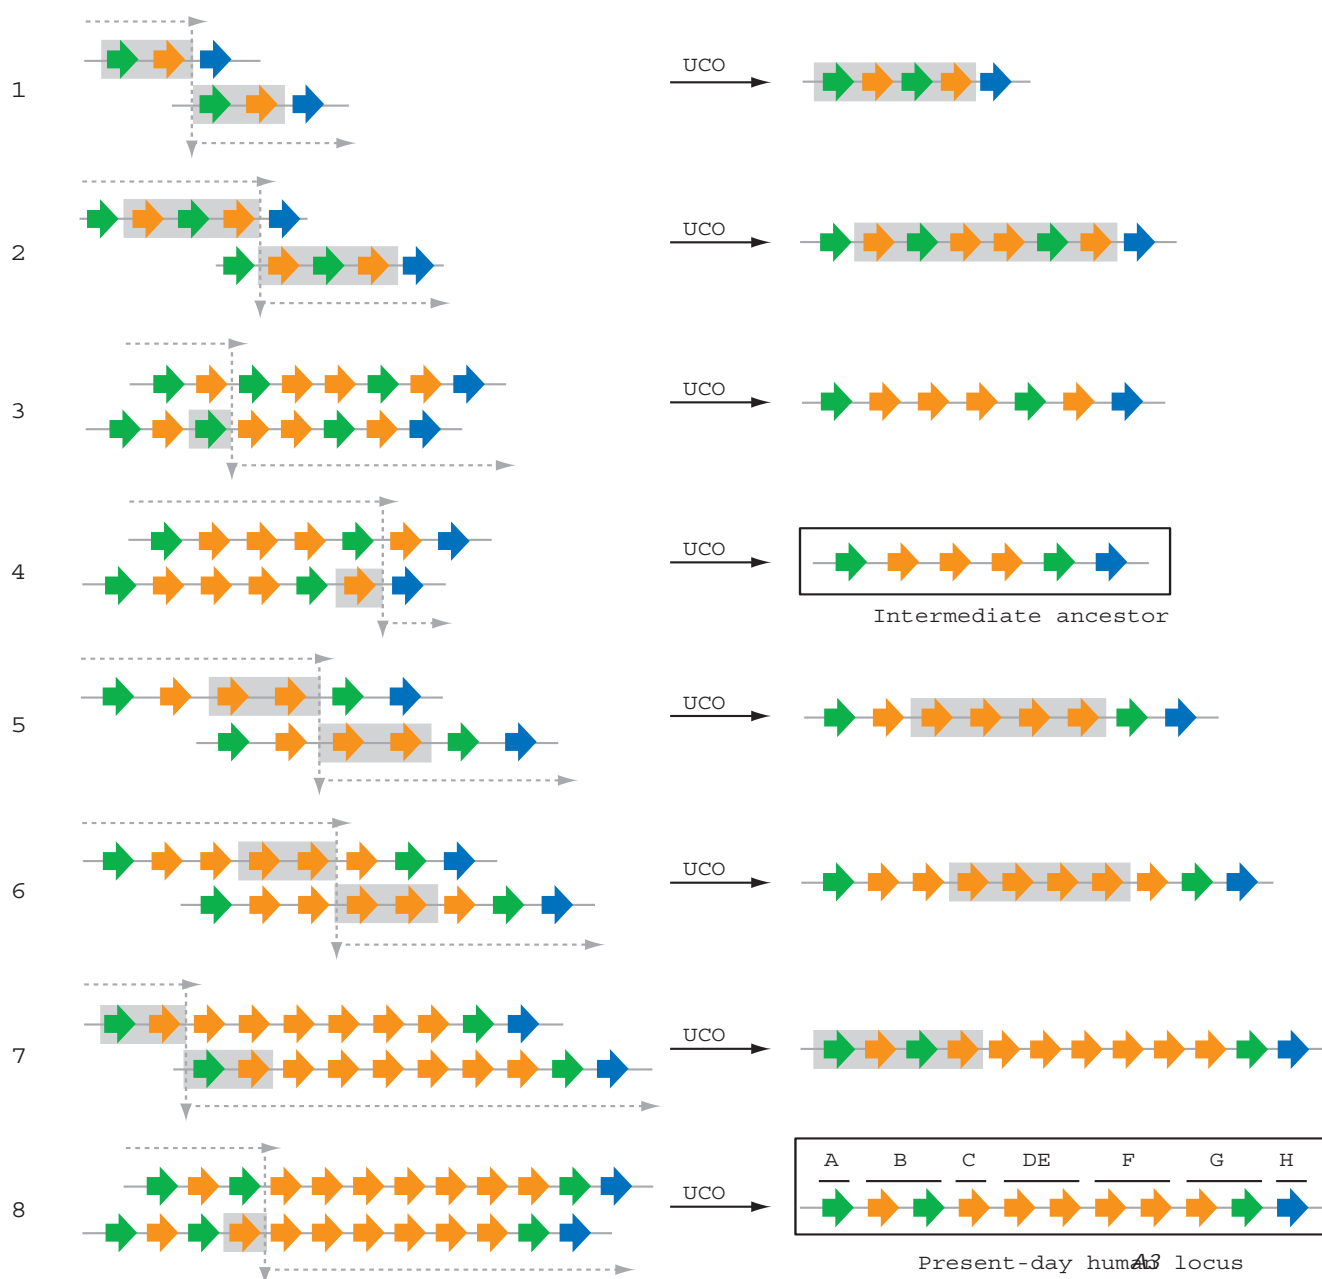 1 UCO
2 UCO
3 UCO
4 UCO
Intermediate ancestor
5 UCO
6 UCO
7 UCO
A B C DE F G H
8 UCO
Present-day human A3 locus